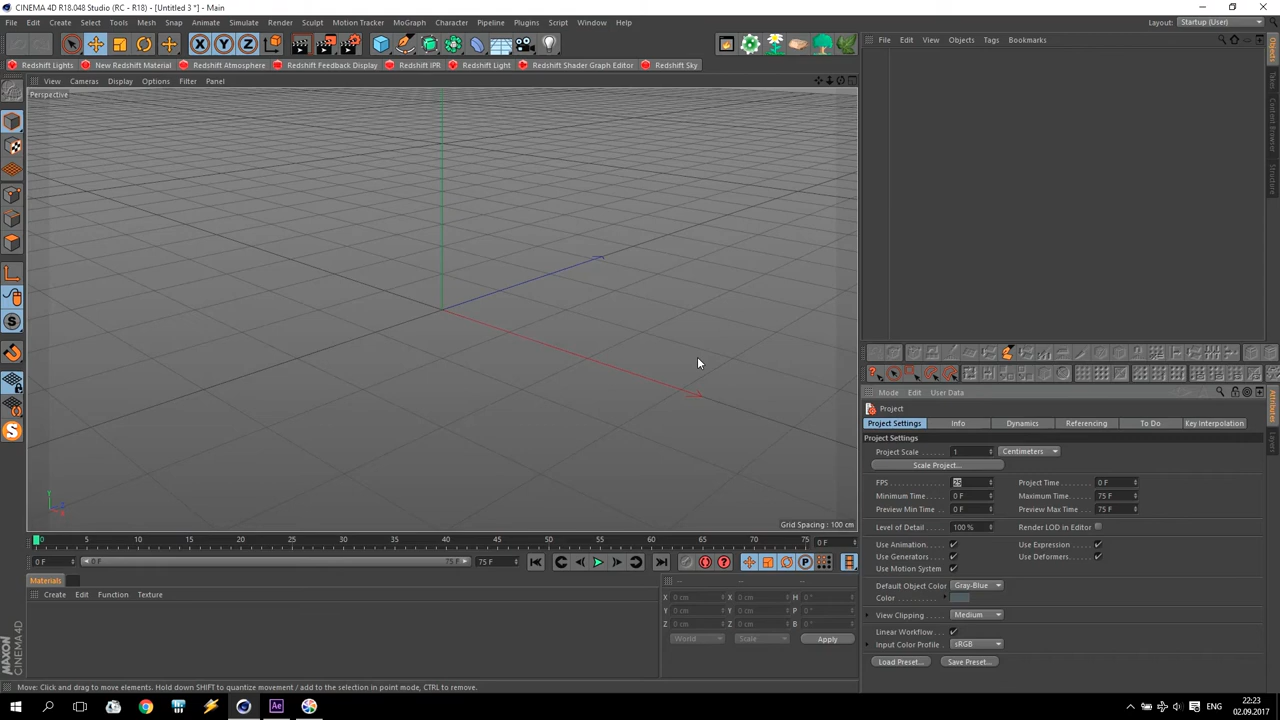 CINEMA 4D R18.048 Studio (RC - R18) - [Untitled 3 *] - Main
File Edit Create Select Tools Mesh Snap Animate Simulate Render Sculpt Motion Tracker MoGraph Character Pipeline Plugins Script Window Help
Layout: Startup (User)
File Edit View Objects Tags Bookmarks
Redshift Lights New Redshift Material Redshift Atmosphere Redshift Feedback Display Redshift IPR Redshift Light Redshift Shader Graph Editor Redshift Sky
View Cameras Display Options Filter Panel
Perspective
Objects
Takes
Content Browser
Structure
X Y Z
Y
Grid Spacing : 100 cm
0 5 10 15 20 25 30 35 40 45 50 55 60 65 70 75
0 F
0 F
0 F
75 F
75 F
Materials
Create Edit Function Texture
-- -- --
X 0 cm X 0 cm H 0 °
Y 0 cm Y 0 cm P 0 °
Z 0 cm Z 0 cm B 0 °
World Scale Apply
MAXON
CINEMA 4D
Mode Edit User Data
Attributes
Layers
Project
Project Settings Info Dynamics Referencing To Do Key Interpolation
Project Settings
Project Scale 1 Centimeters
Scale Project...
FPS 25 Project Time 0 F
Minimum Time 0 F Maximum Time 75 F
Preview Min Time 0 F Preview Max Time 75 F
Level of Detail 100 % Render LOD in Editor
Use Animation Use Expression
Use Generators Use Deformers
Use Motion System
Default Object Color Gray-Blue
Color
View Clipping Medium
Linear Workflow
Input Color Profile sRGB
Load Preset... Save Preset...
Move: Click and drag to move elements. Hold down SHIFT to quantize movement / add to the selection in point mode, CTRL to remove.
Ae
ENG
22:23
02.09.2017